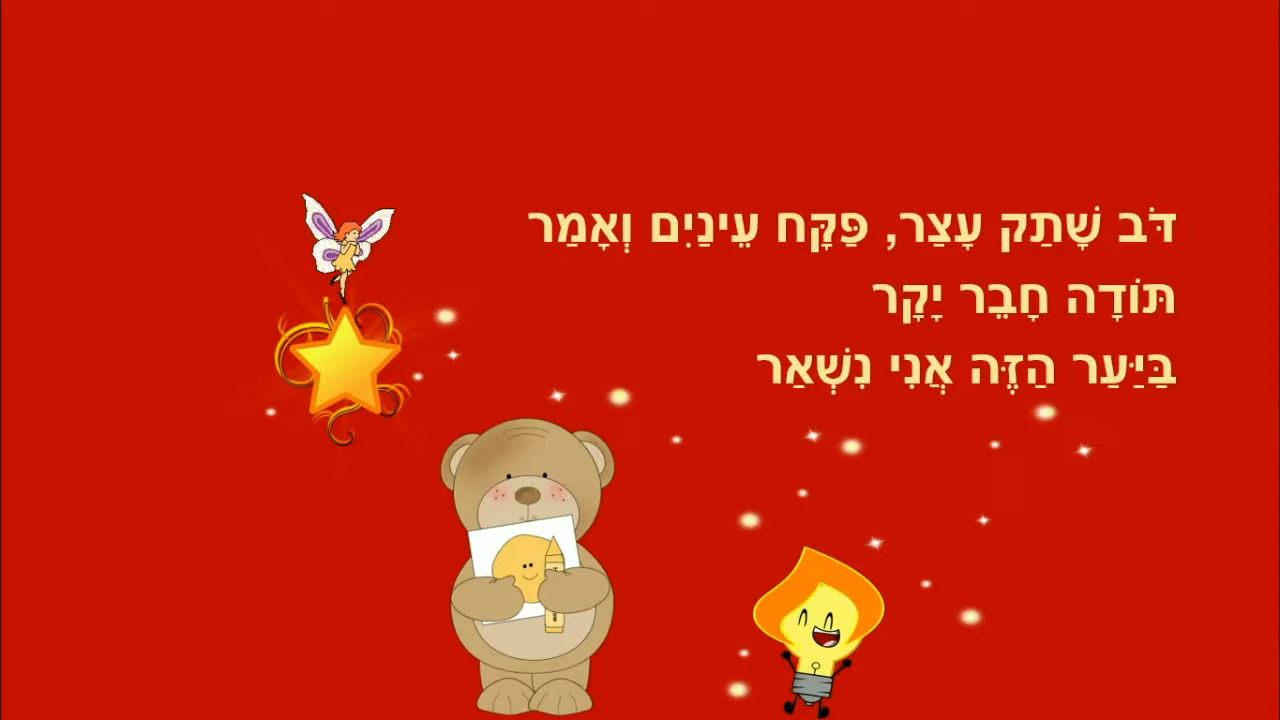 דֹּב שָׁתַק עָצַר, פַּקָּח עֵינַיִם וְאָמַר
תּוֹדָה חָבֵר יָקָר
בַּיַּעַר הַזֶּה אֲנִי נִשְׁאַר